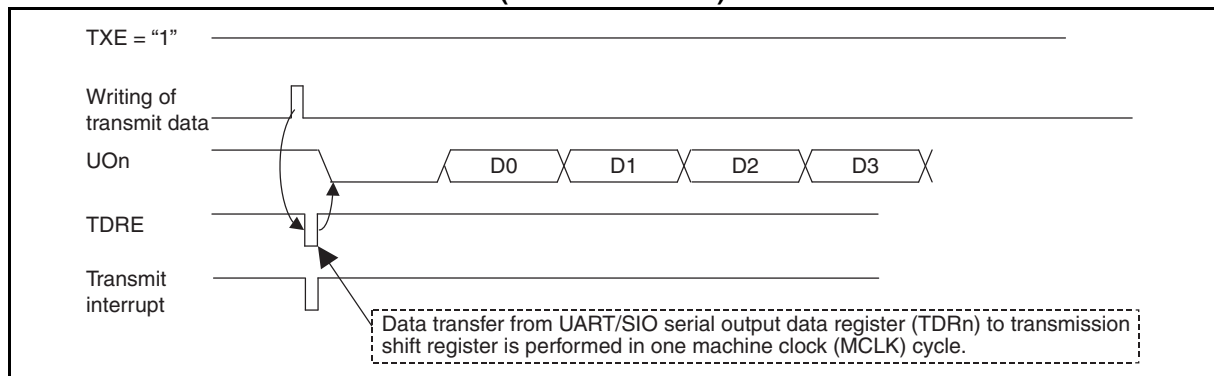 TXE = “1”
Writing of
transmit data
UOn
D0 D1 D2 D3
TDRE
Transmit
interrupt
Data transfer from UART/SIO serial output data register (TDRn) to transmission
shift register is performed in one machine clock (MCLK) cycle.